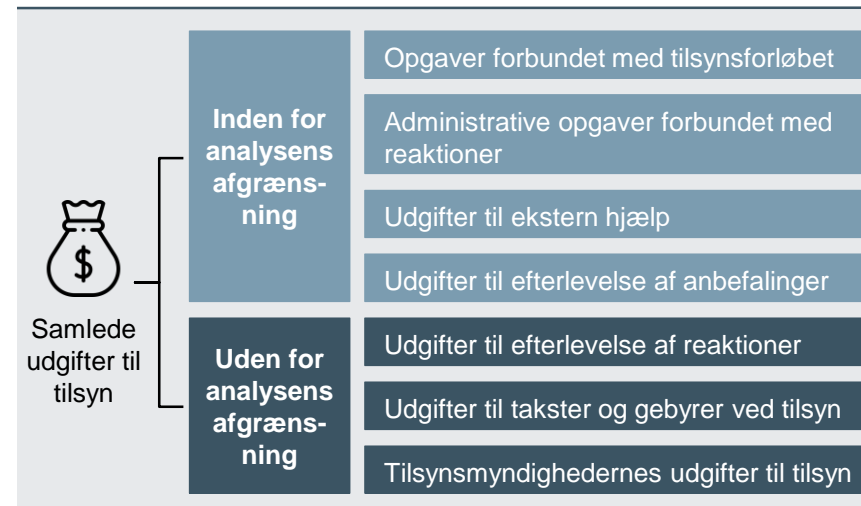 $
Samlede
udgifter til
tilsyn
Inden for
analysens
afgræns-
ning
Opgaver forbundet med tilsynsforløbet
Administrative opgaver forbundet med
reaktioner
Udgifter til ekstern hjælp
Udgifter til efterlevelse af anbefalinger
Uden for
analysens
afgræns-
ning
Udgifter til efterlevelse af reaktioner
Udgifter til takster og gebyrer ved tilsyn
Tilsynsmyndighedernes udgifter til tilsyn